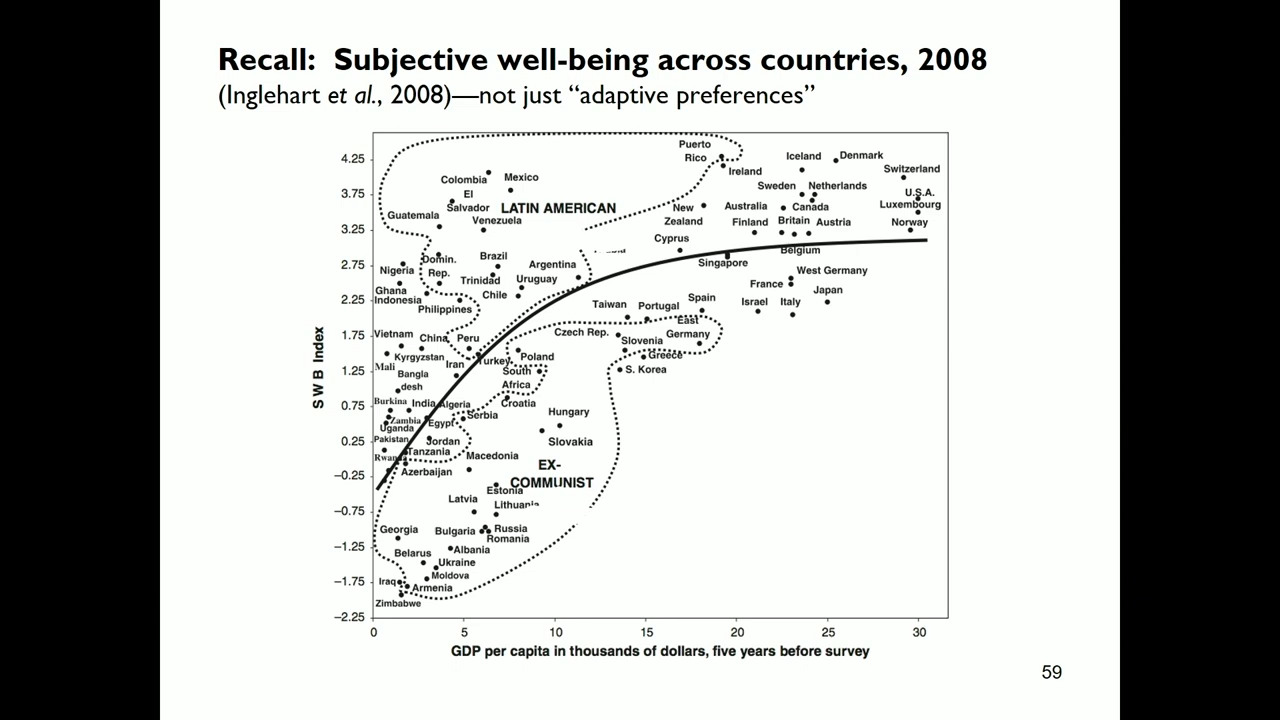 Recall: Subjective well-being across countries, 2008
(Inglehart et al., 2008)—not just “adaptive preferences”
4.25
3.75
3.25
2.75
2.25
1.75
1.25
0.75
0.25
−0.25
−0.75
−1.25
−1.75
−2.25
S W B Index
Puerto
Rico
Ireland
Iceland
Denmark
Switzerland
Colombia
Mexico
El
Salvador
LATIN AMERICAN
Sweden
Netherlands
U.S.A.
Luxembourg
Guatemala
Venezuela
New
Zealand
Australia
Canada
Finland
Britain
Austria
Norway
Cyprus
Belgium
Singapore
Nigeria
Domin.
Rep.
Brazil
Trinidad
Argentina
Uruguay
Chile
Ghana
Indonesia
Philippines
West Germany
France
Japan
Israel
Italy
Taiwan
Portugal
Spain
East
Germany
Czech Rep.
Slovenia
Greece
S. Korea
Vietnam
China
Peru
Kyrgyzstan
Mali
Iran
Turkey
Poland
South
Africa
Bangla
desh
Burkina
India
Algeria
Zambia
Uganda
Egypt
Serbia
Croatia
Pakistan
Jordan
Hungary
Slovakia
Rwanda
Tanzania
Azerbaijan
Macedonia
EX-
COMMUNIST
Estonia
Latvia
Lithuania
Georgia
Bulgaria
Russia
Romania
Belarus
Albania
Ukraine
Moldova
Iraq
Armenia
Zimbabwe
0 5 10 15 20 25 30
GDP per capita in thousands of dollars, five years before survey
59